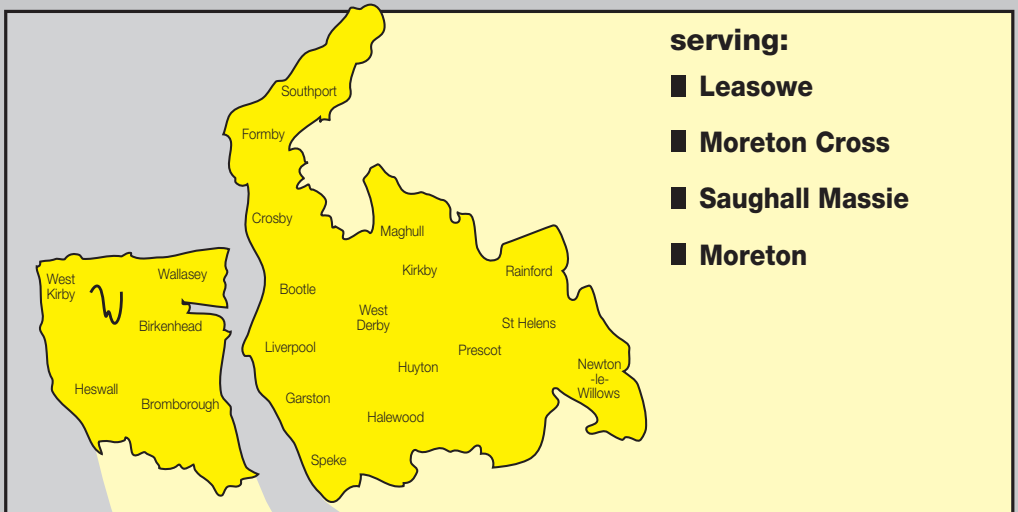 serving:
Leasowe
Moreton Cross
Saughall Massie
Moreton
Southport
Formby
Crosby
Maghull
Kirkby
Rainford
West
Kirby
Wallasey
Bootle
Birkenhead
West
Derby
St Helens
Liverpool
Prescot
Huyton
Newton
-le-
Willows
Heswall
Bromborough
Garston
Halewood
Speke